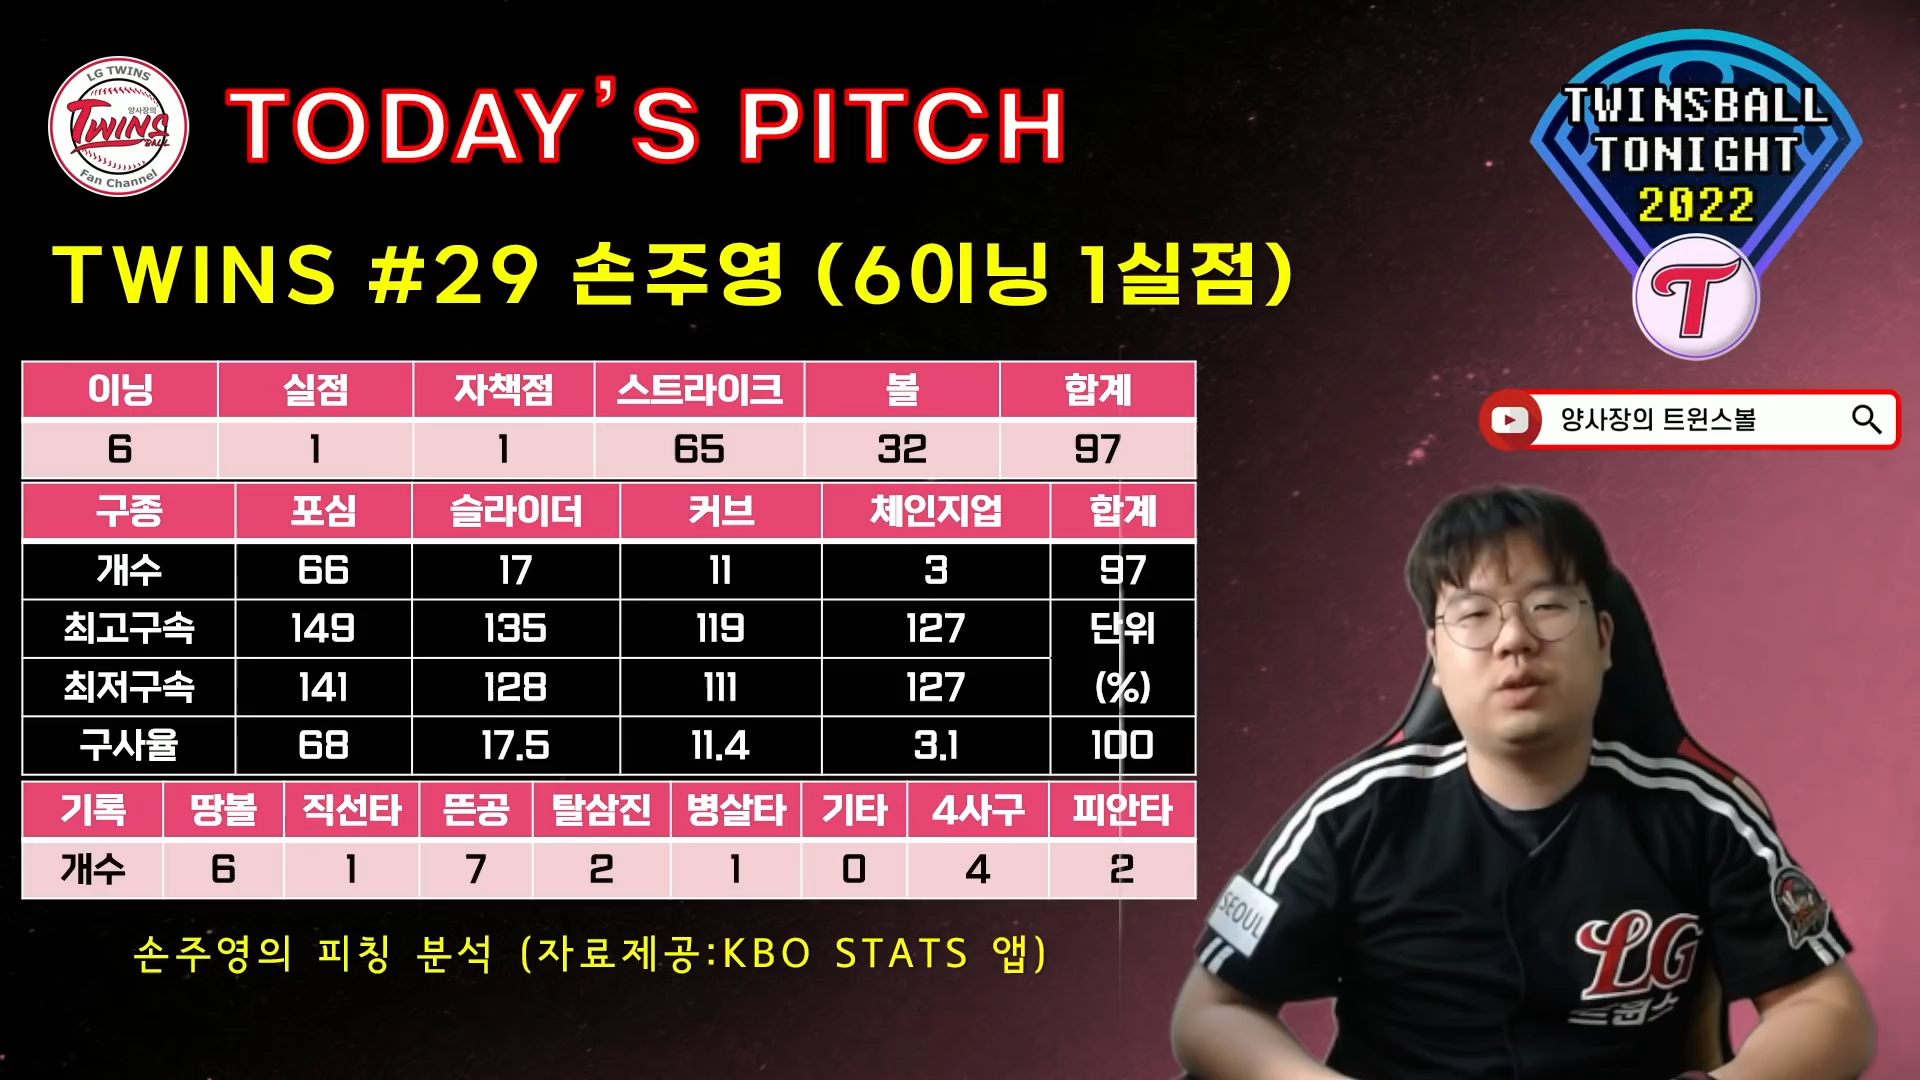 LG TWINS
양사장의
TWINS
BALL
Fan Channel
TODAY'S PITCH
TWINSBALL
TONIGHT
2022
T
TWINS #29 손주영 (6이닝 1실점)
양사장의 트윈스볼
이닝 실점 자책점 스트라이크 볼 합계
6 1 1 65 32 97
구종 포심 슬라이더 커브 체인지업 합계
개수 66 17 11 3 97
최고구속 149 135 119 127 단위
최저구속 141 128 111 127 (%)
구사율 68 17.5 11.4 3.1 100
기록 땅볼 직선타 뜬공 탈삼진 병살타 기타 4사구 피안타
개수 6 1 7 2 1 0 4 2
손주영의 피칭 분석 (자료제공:KBO STATS 앱)
SEOUL
LG
트윈스